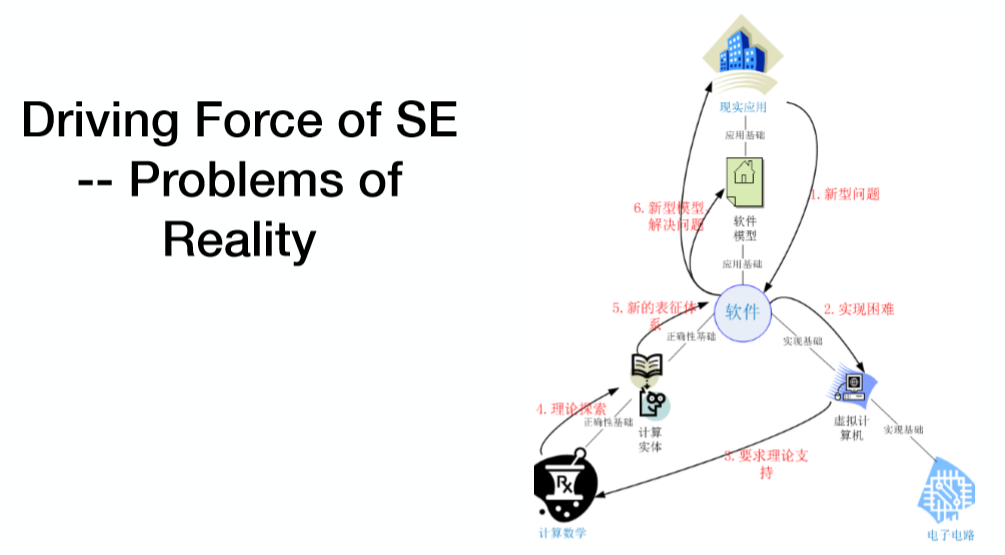 Driving Force of SE
-- Problems of
Reality
现实应用
应用基础
1. 新型问题
6. 新型模型,
解决问题
软件
模型
应用基础
5. 新的表征体
系
软件
2. 实现困难
正确性基础
实现基础
4. 理论探索
正确性基础
计算
实体
虚拟计
算机
实现基础
3. 要求理论支
持
Rx
计算数学
电子电路